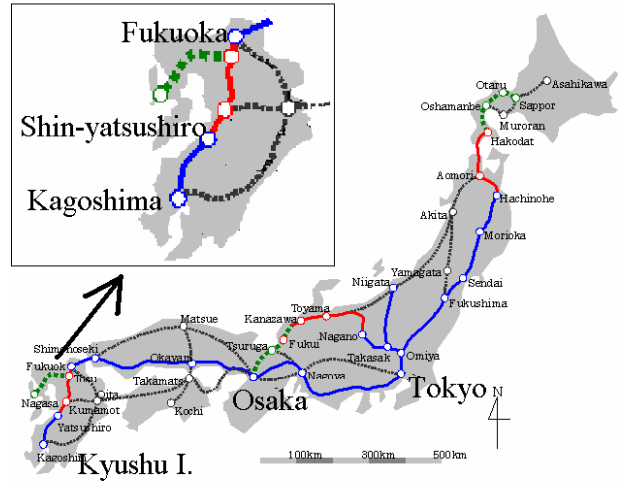 Fukuoka
Shin-yatsushiro
Kagoshima
Asahikawa
Otaru
Oshamanbe
Sappor
Muroran
Hakodat
Aomori
Hachinohe
Akita
Morioka
Yamagata
Niigata
Sendai
Toyama
Kanazawa
Fukushima
Matsue
Tsuruga
Fukui
Nagano
Shimonoseki
Takasak
Omiya
Okayam
Fukuok
Nagoya
Takamats
Tokyo
N
Oita
Osaka
Nagasa
Kumamot
Kochi
Yatsushiro
Kagoshi
Kyushu I.
100km
300km
500km